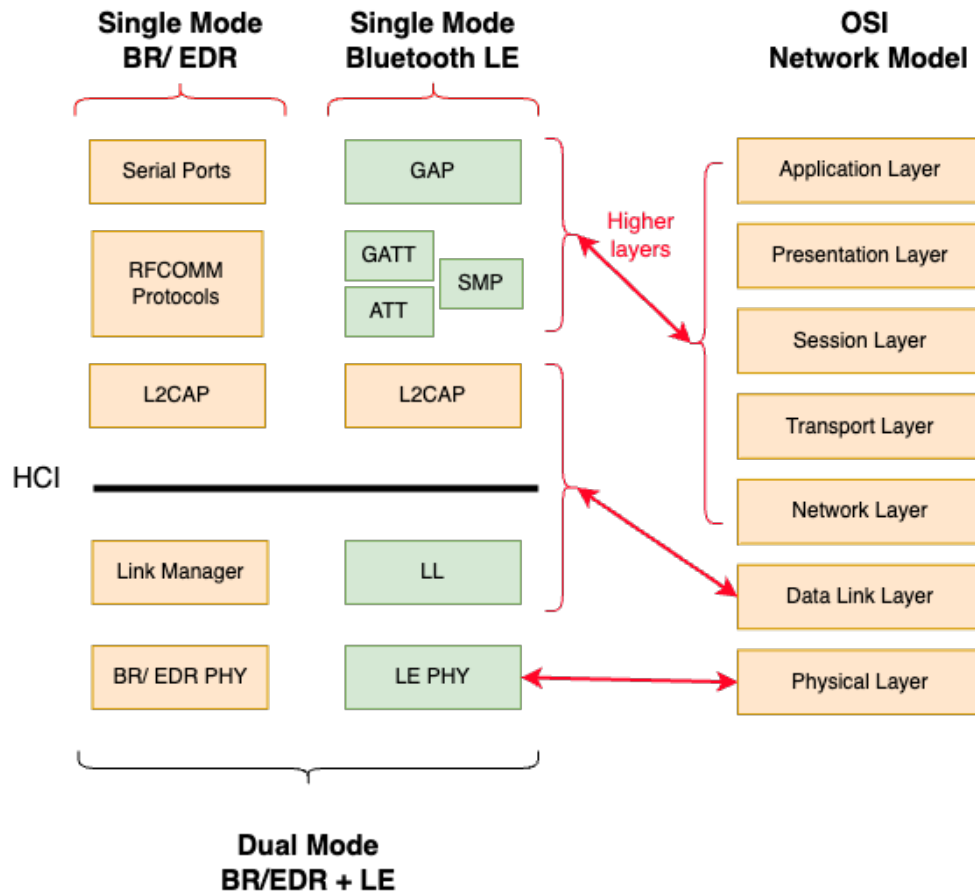 Single Mode
BR/ EDR
Single Mode
Bluetooth LE
OSI
Network Model
Serial Ports
GAP
Application Layer
RFCOMM
Protocols
GATT
SMP
ATT
Higher
layers
Presentation Layer
Session Layer
L2CAP
L2CAP
Transport Layer
HCI
Network Layer
Link Manager
LL
Data Link Layer
BR/ EDR PHY
LE PHY
Physical Layer
Dual Mode
BR/EDR + LE